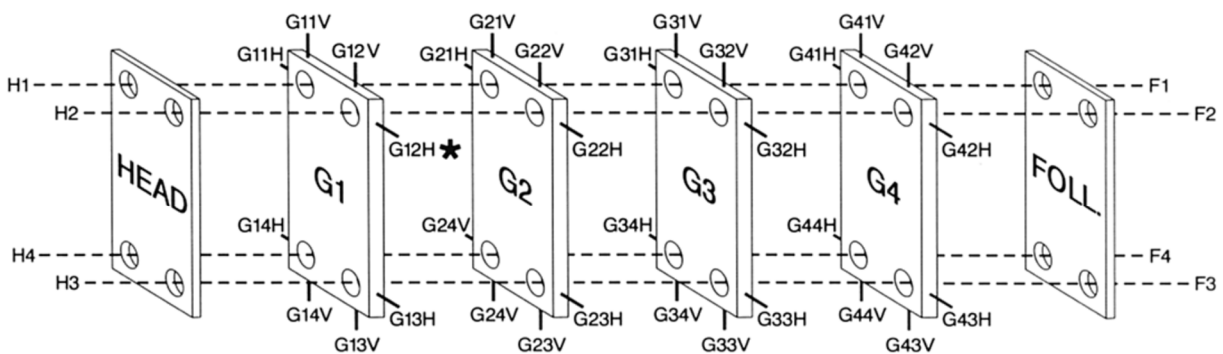 G11V G21V G31V G41V
G12V G22V G32V G42V
G11H G21H G31H G41H
H1 F1
H2 F2
G12H* G22H G32H G42H
HEAD G1 G2 G3 G4 FOLL.
G14H G24V G34H G44H
H4 F4
H3 F3
G14V G13H G24V G23H G34V G33H G44V G43H
G13V G23V G33V G43V